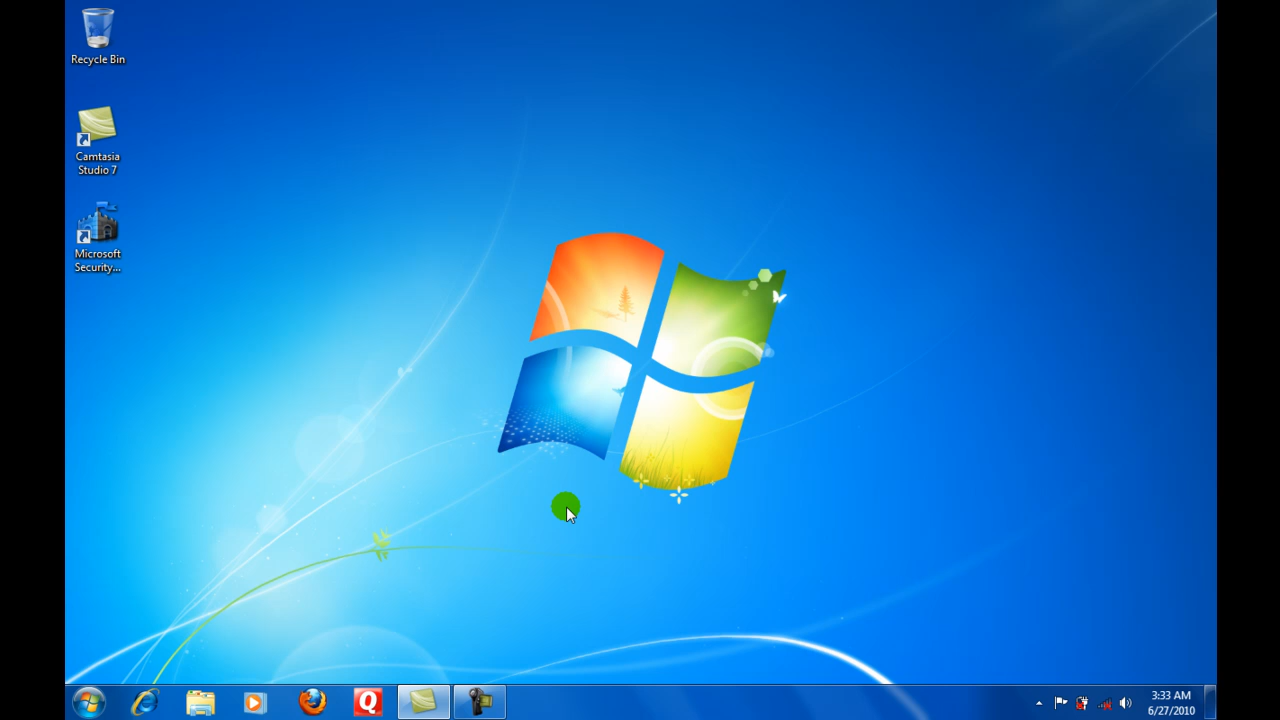 Recycle Bin
Camtasia
Studio 7
Microsoft
Security...
Q
3:33 AM
6/27/2010